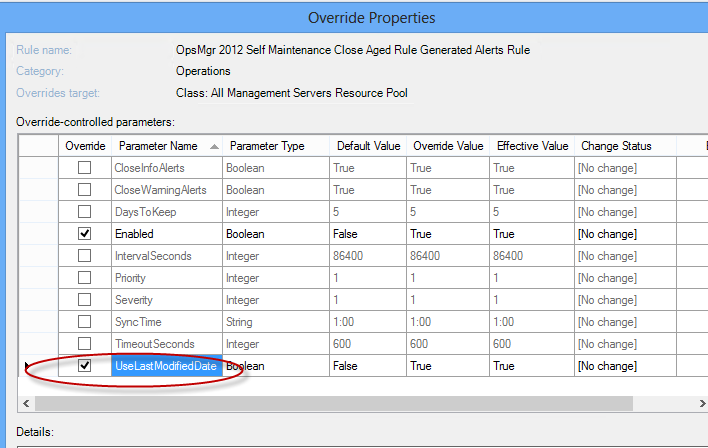 Override Properties
Rule name: OpsMgr 2012 Self Maintenance Close Aged Rule Generated Alerts Rule
Category: Operations
Overrides target: Class: All Management Servers Resource Pool
Override-controlled parameters:
Override Parameter Name Parameter Type Default Value Override Value Effective Value Change Status E
CloseInfoAlerts Boolean True True True [No change]
CloseWarningAlerts Boolean True True True [No change]
DaysToKeep Integer 5 5 5 [No change]
Enabled Boolean False True True [No change]
IntervalSeconds Integer 86400 86400 86400 [No change]
Priority Integer 1 1 1 [No change]
Severity Integer 1 1 1 [No change]
SyncTime String 1:00 1:00 1:00 [No change]
TimeoutSeconds Integer 600 600 600 [No change]
UseLastModifiedDate Boolean False True True [No change]
Details: